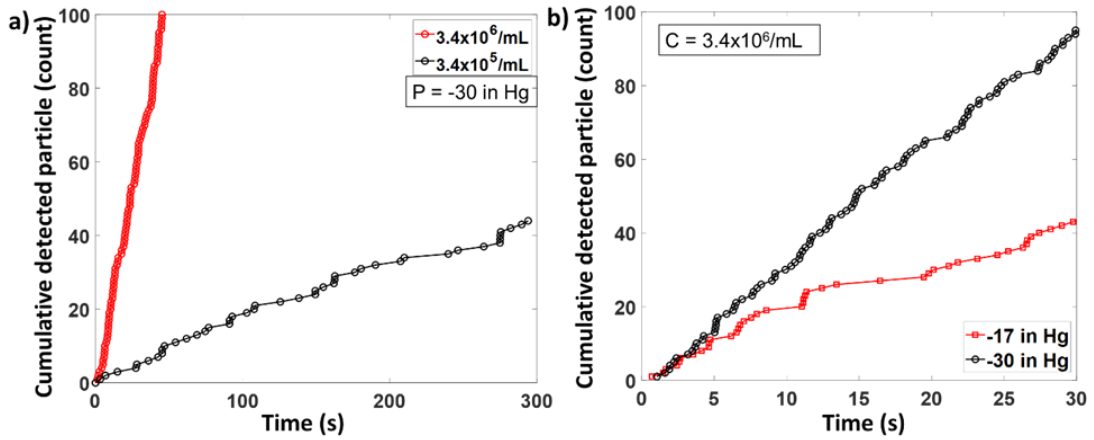 a)
Cumulative detected particle (count)
100
80
60
40
20
0
0 100 200 300
Time (s)
3.4x10⁶/mL
3.4x10⁵/mL
P = -30 in Hg
b)
Cumulative detected particle (count)
100
80
60
40
20
0
0 5 10 15 20 25 30
Time (s)
C = 3.4x10⁶/mL
-17 in Hg
-30 in Hg